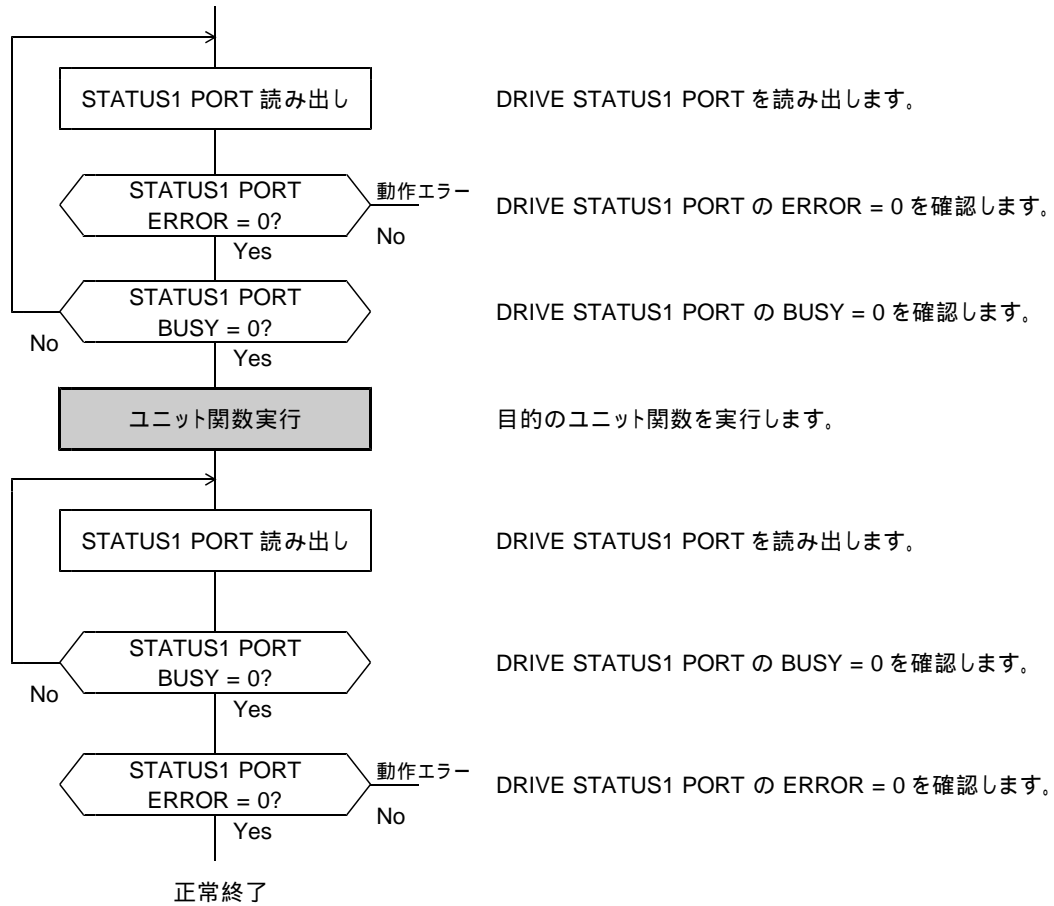 STATUS1 PORT 読み出し
DRIVE STATUS1 PORT を読み出します。
STATUS1 PORT
ERROR = 0?
動作エラー
No
Yes
DRIVE STATUS1 PORT の ERROR = 0 を確認します。
STATUS1 PORT
BUSY = 0?
No
Yes
DRIVE STATUS1 PORT の BUSY = 0 を確認します。
ユニット関数実行
目的のユニット関数を実行します。
STATUS1 PORT 読み出し
DRIVE STATUS1 PORT を読み出します。
STATUS1 PORT
BUSY = 0?
No
Yes
DRIVE STATUS1 PORT の BUSY = 0 を確認します。
STATUS1 PORT
ERROR = 0?
動作エラー
No
Yes
DRIVE STATUS1 PORT の ERROR = 0 を確認します。
正常終了